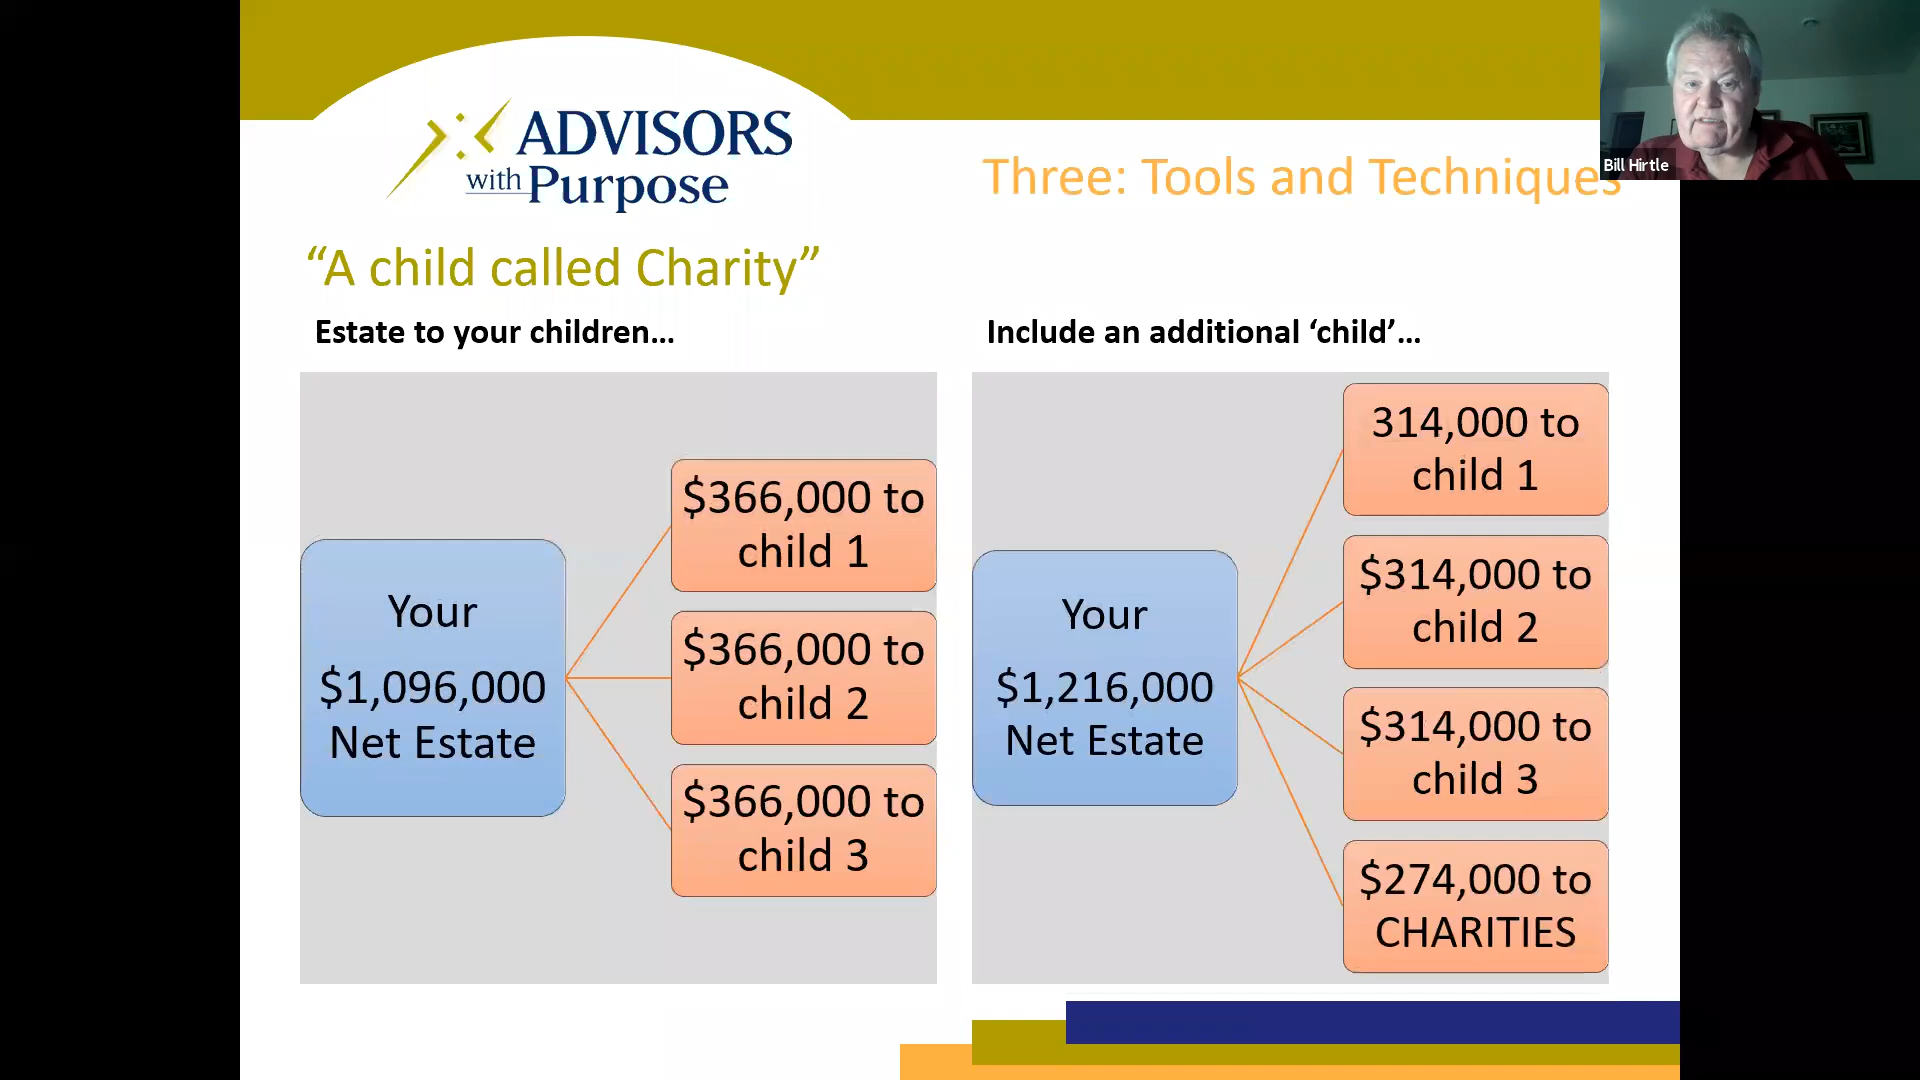 ADVISORS
with Purpose
Three: Tools and Techniques
Bill Hirtle
“A child called Charity”
Estate to your children...
Your
$1,096,000
Net Estate
$366,000 to
child 1
$366,000 to
child 2
$366,000 to
child 3
Include an additional ‘child’...
Your
$1,216,000
Net Estate
314,000 to
child 1
$314,000 to
child 2
$314,000 to
child 3
$274,000 to
CHARITIES